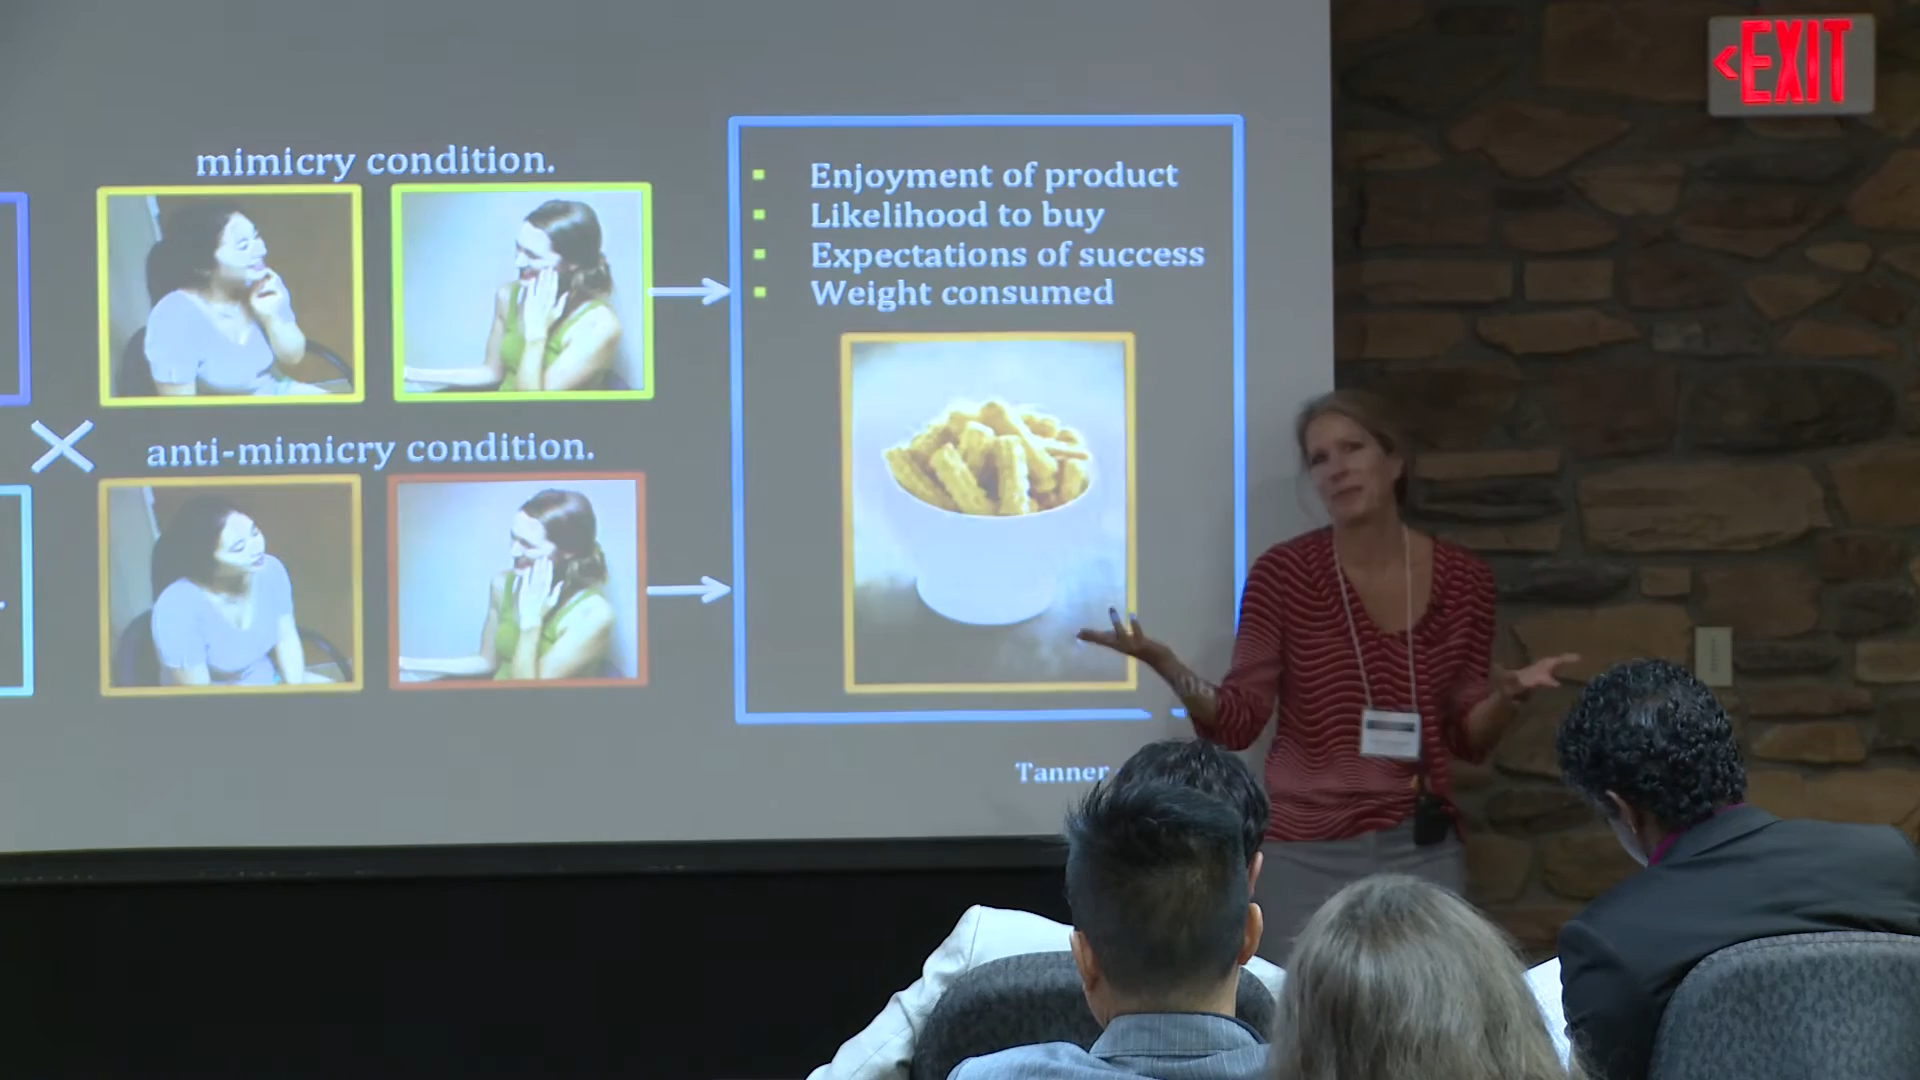 <EXIT
mimicry condition.
anti-mimicry condition.
Enjoyment of product
Likelihood to buy
Expectations of success
Weight consumed
Tanner